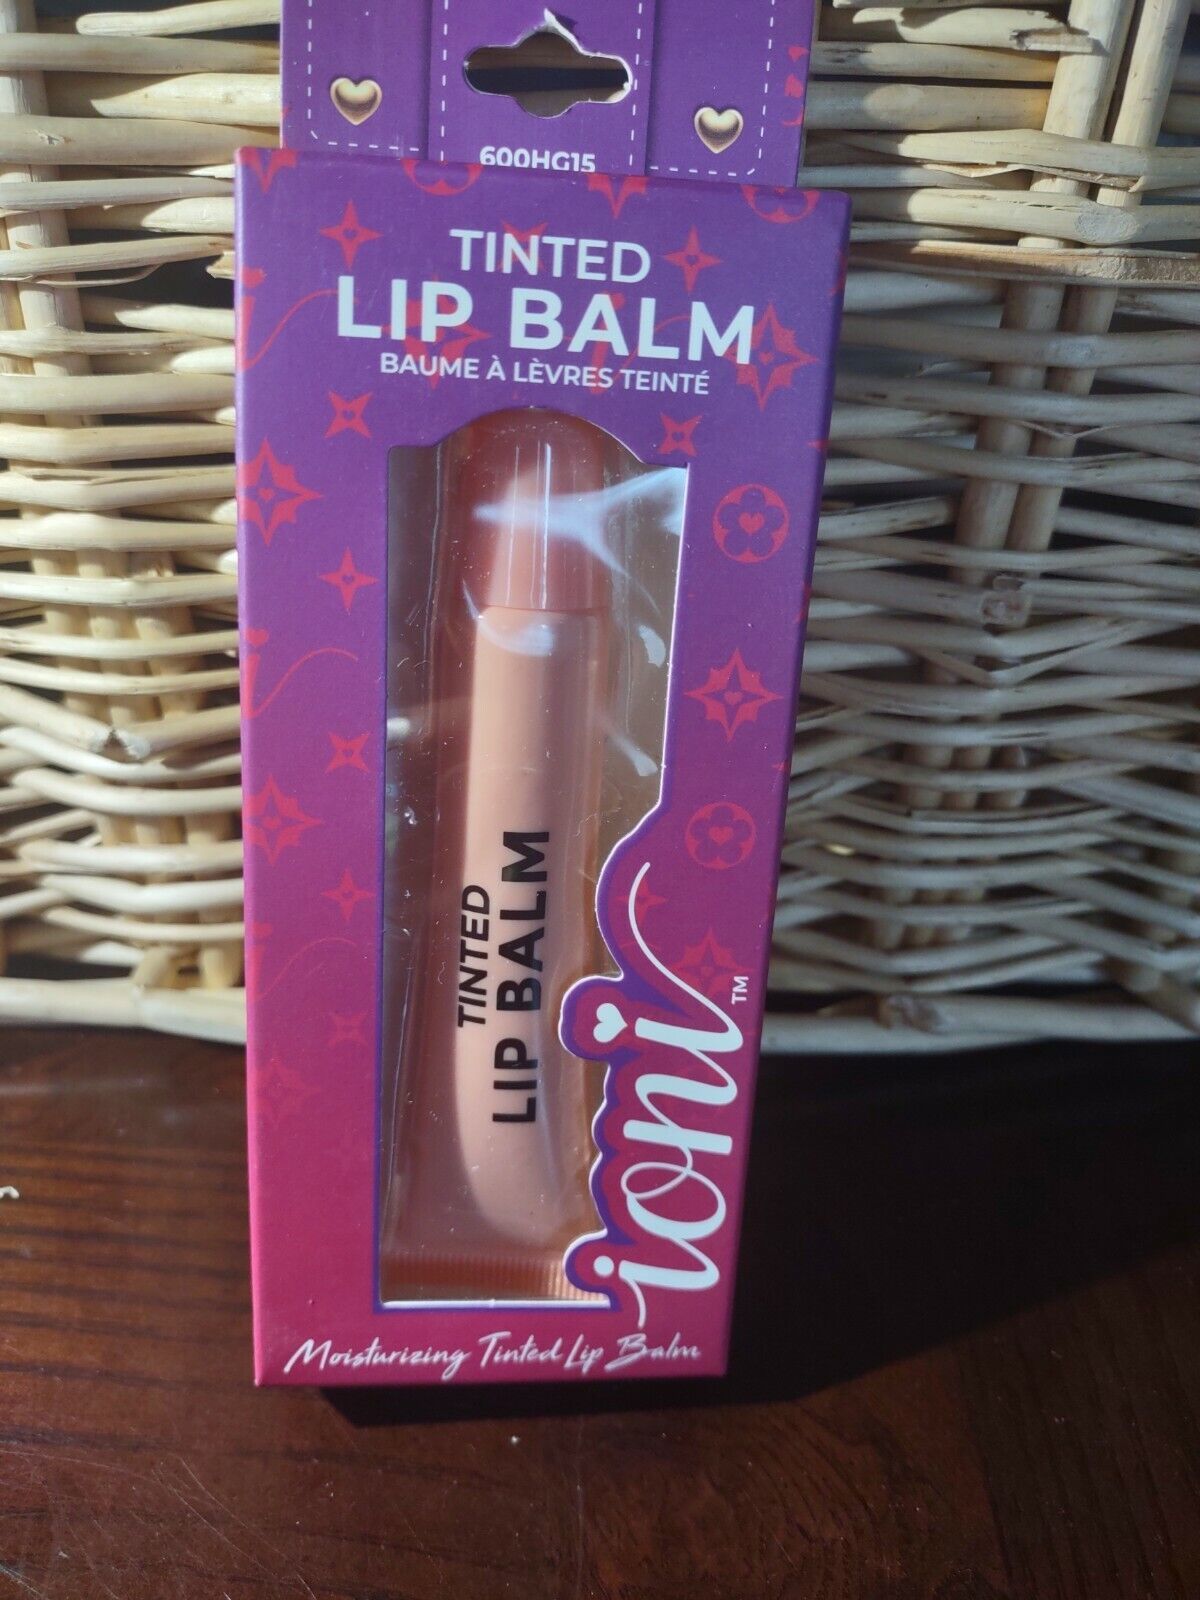 600HG15
TINTED
LIP BALM
BAUME À LÈVRES TEINTÉ
TINTED
LIP BALM
ioni™
Moisturizing Tinted Lip Balm